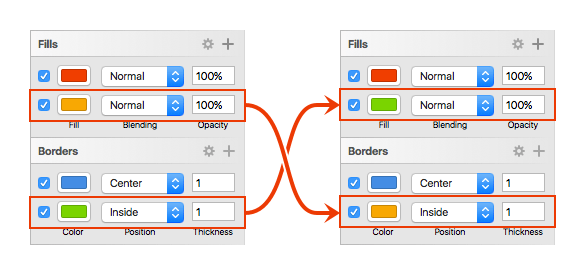 Fills
Normal 100%
Normal 100%
Fill Blending Opacity
Borders
Center 1
Inside 1
Color Position Thickness
Fills
Normal 100%
Normal 100%
Fill Blending Opacity
Borders
Center 1
Inside 1
Color Position Thickness